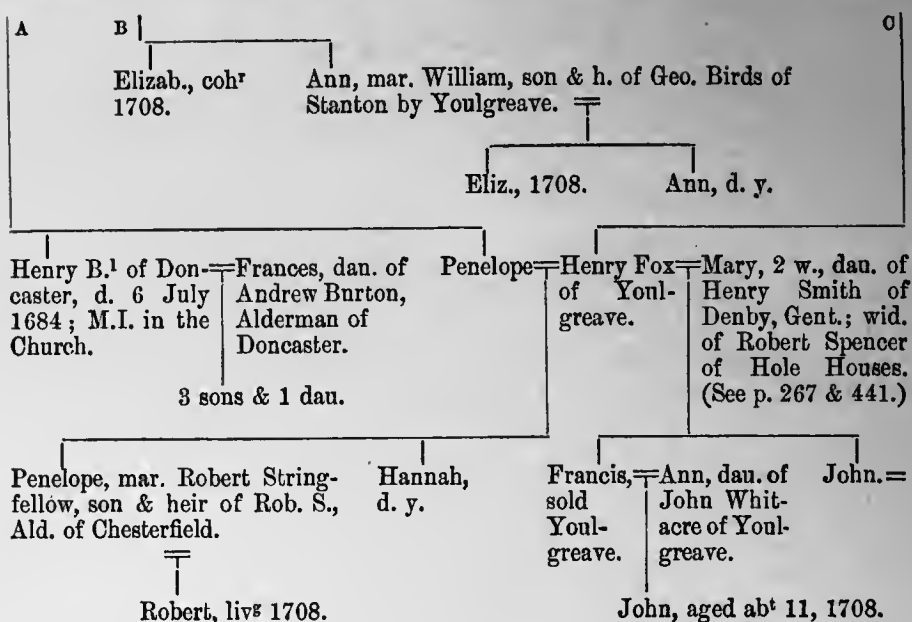 A B C
Elizab., cohʳ
1708.
Ann, mar. William, son & h. of Geo. Birds of
Stanton by Youlgreave.
Eliz., 1708.
Ann, d. y.
Henry B.¹ of Don-
caster, d. 6 July
1684; M.I. in the
Church.
Frances, dan. of
Andrew Burton,
Alderman of
Doncaster.
3 sons & 1 dau.
Penelope
Henry Fox
of Youl-
greave.
Mary, 2 w., dau. of
Henry Smith of
Denby, Gent.; wid.
of Robert Spencer
of Hole Houses.
(See p. 267 & 441.)
Penelope, mar. Robert String-
fellow, son & heir of Rob. S.,
Ald. of Chesterfield.
Hannah,
d. y.
Robert, livᵍ 1708.
Francis,
sold
Youl-
greave.
Ann, dau. of
John Whit-
acre of Youl-
greave.
John.=
John, aged abᵗ 11, 1708.